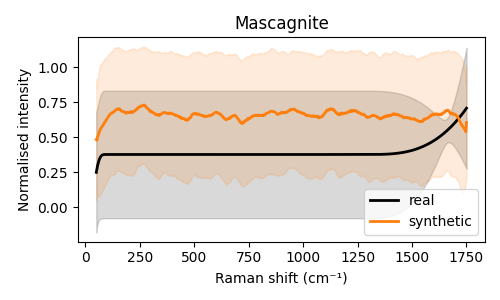 Mascagnite
Normalised intensity
1.00
0.75
0.50
0.25
0.00
real
synthetic
0 250 500 750 1000 1250 1500 1750
Raman shift (cm⁻¹)